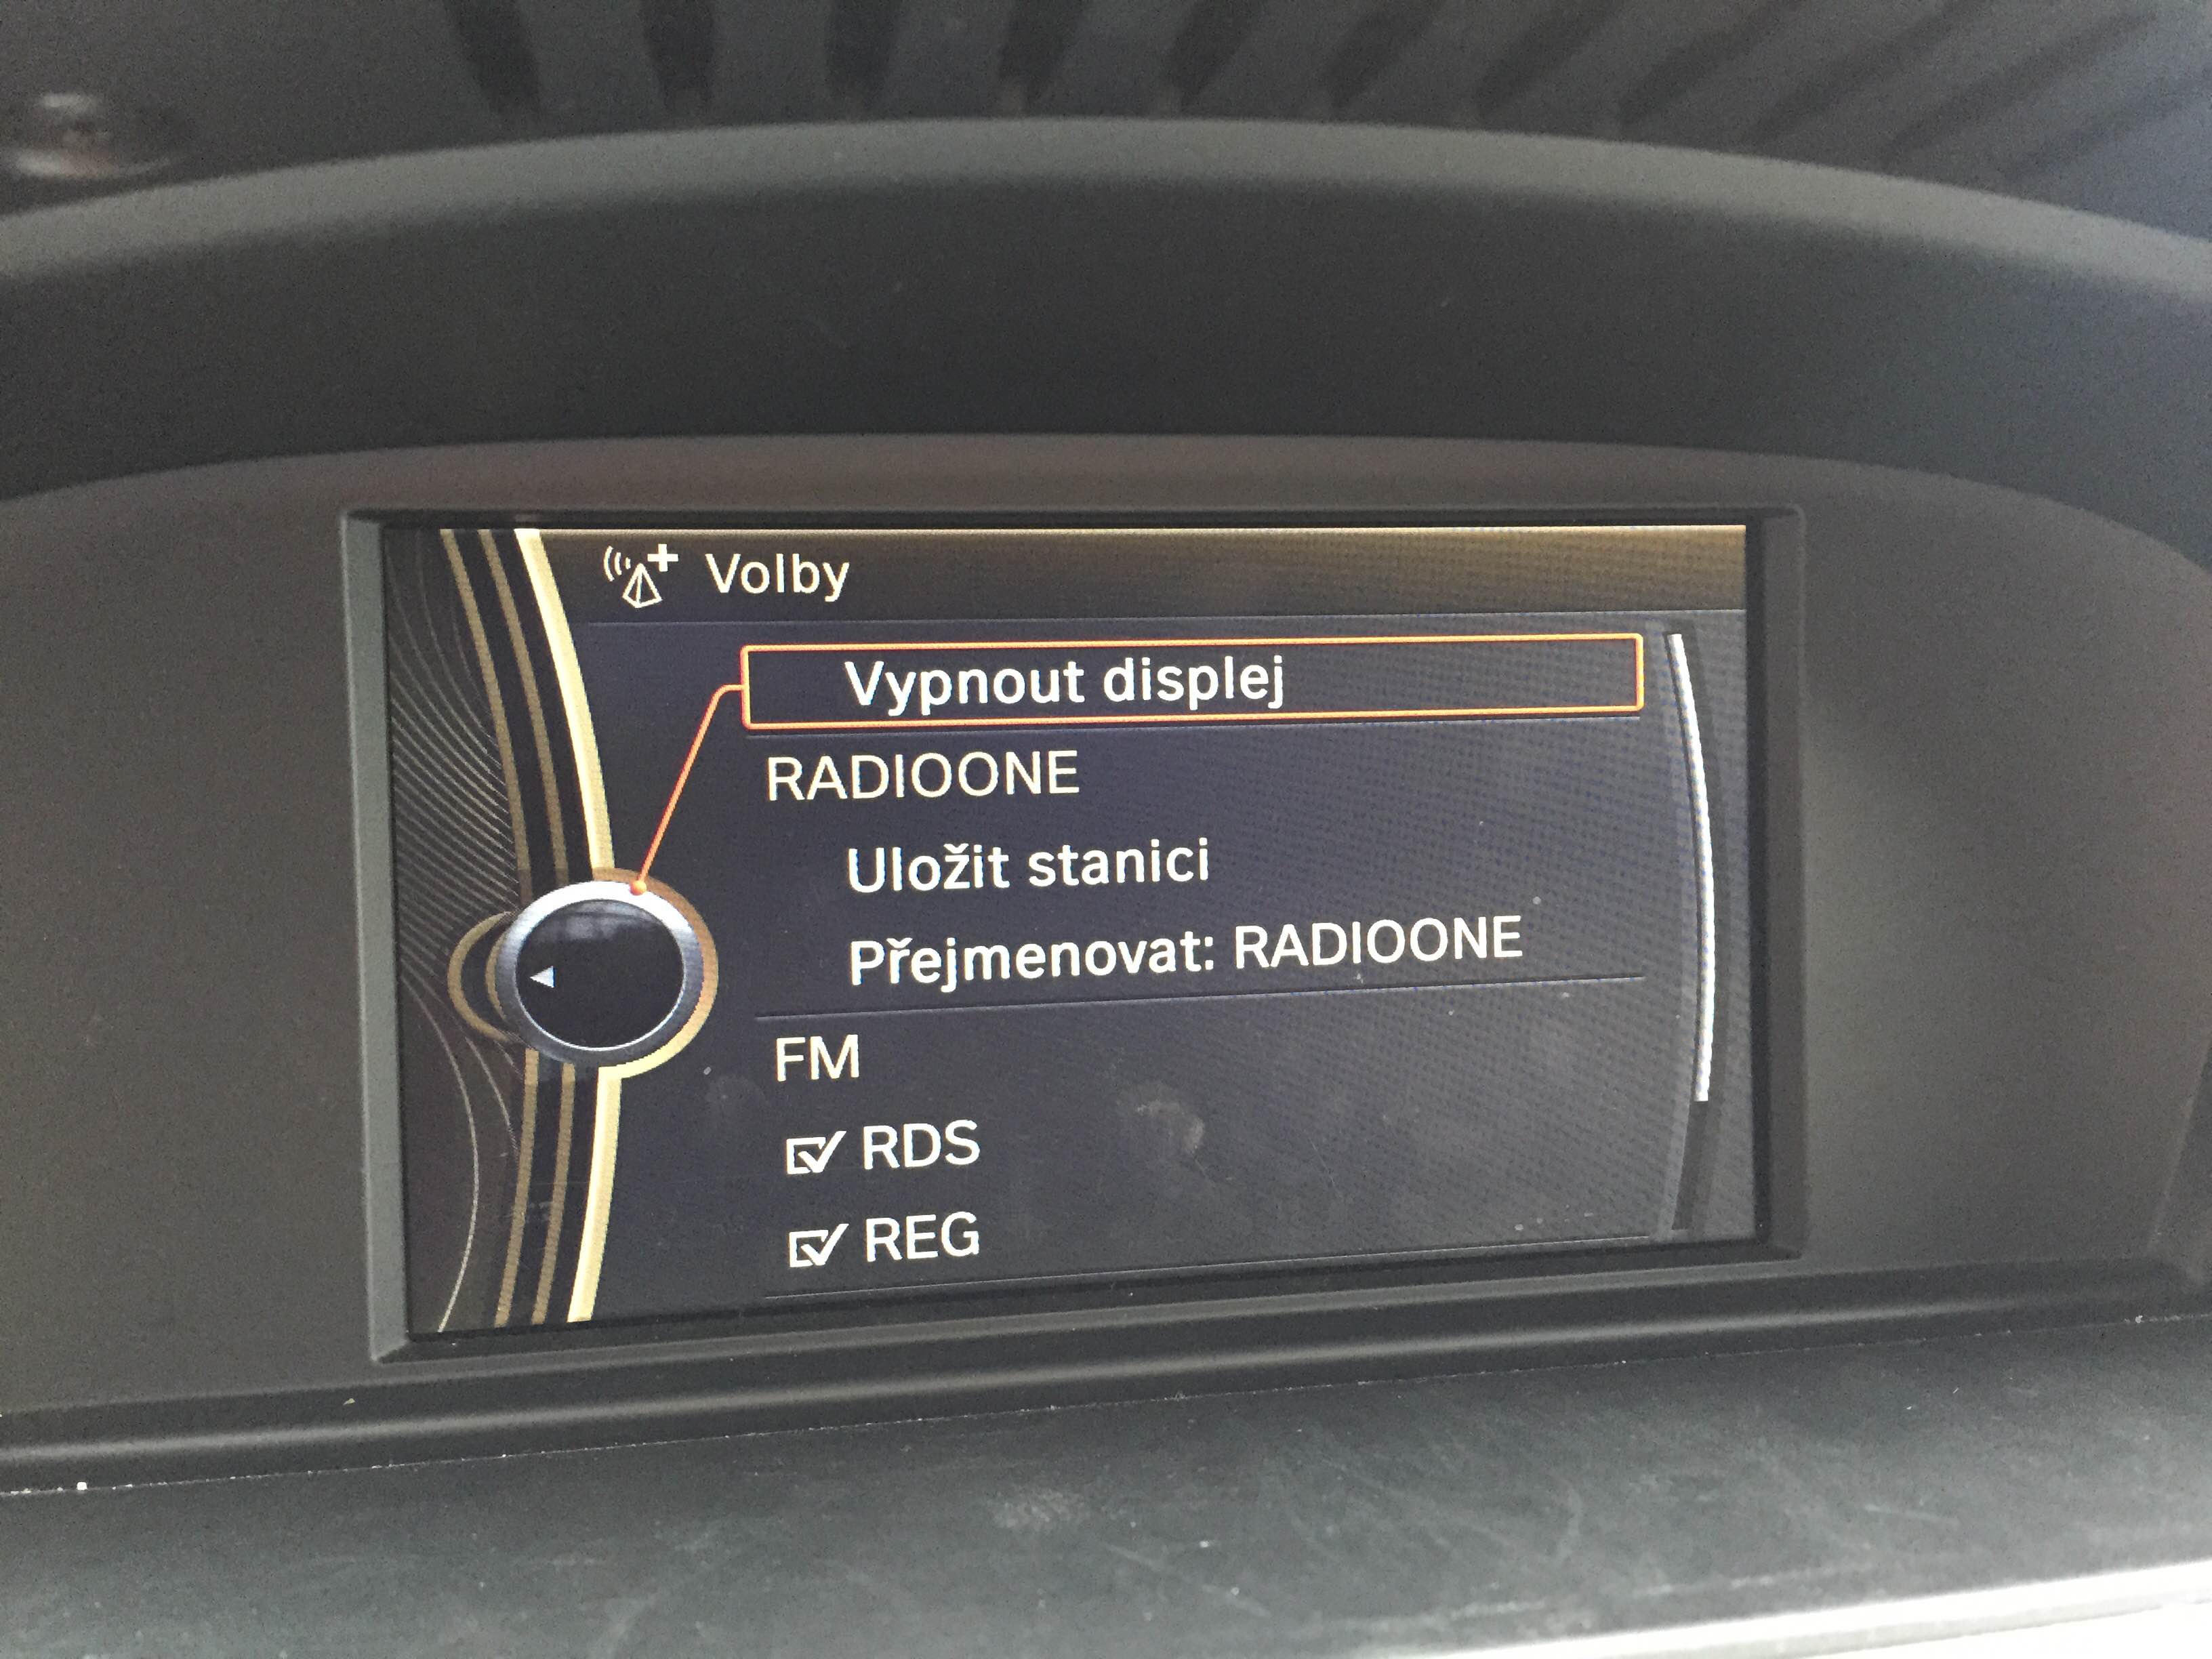 Volby
Vypnout displej
RADIOONE
Uložit stanici
Přejmenovat: RADIOONE
FM
RDS
REG